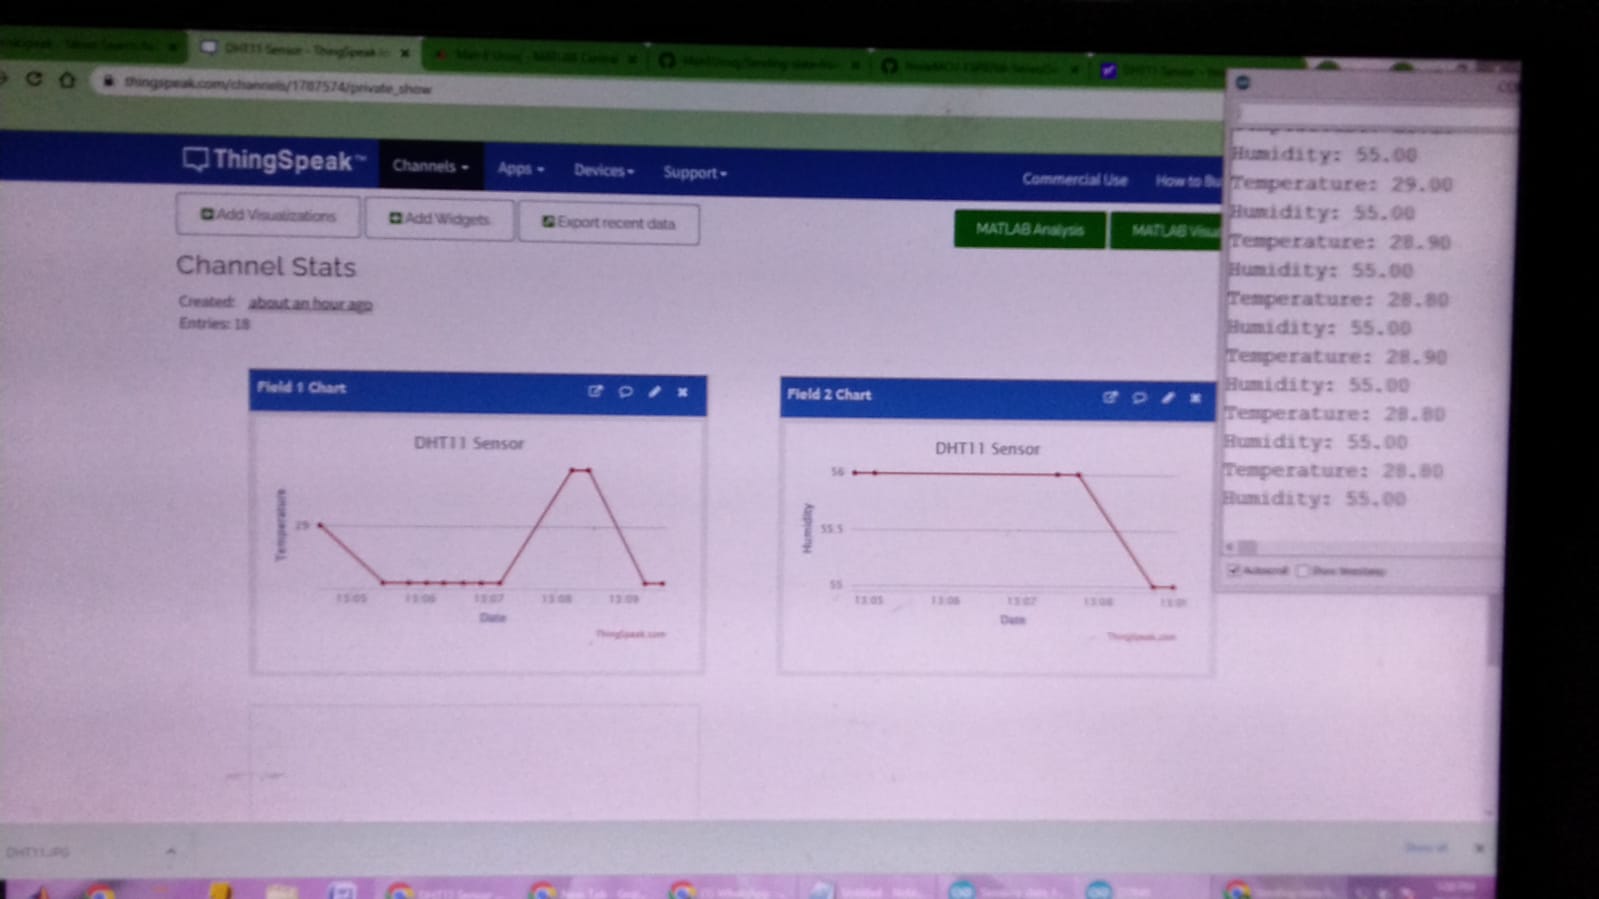 DHT11 Sensor - ThingSpeak
DHT11 Sensor
thingspeak.com/channels/1787574/private_show
ThingSpeak™
Channels
Apps
Devices
Support
Commercial Use
How to Bu
Add Visualizations
Add Widgets
Export recent data
MATLAB Analysis
MATLAB Visu
Channel Stats
Created: about an hour ago
Entries: 18
Field 1 Chart
DHT11 Sensor
Temperature
29
13:05 13:06 13:07 13:08 13:09
Date
ThingSpeak.com
Field 2 Chart
DHT11 Sensor
Humidity
56
55.5
55
13:05 13:06 13:07 13:08
Date
ThingSpeak.com
Humidity: 55.00
Temperature: 29.00
Humidity: 55.00
Temperature: 28.90
Humidity: 55.00
Temperature: 28.80
Humidity: 55.00
Temperature: 28.90
Humidity: 55.00
Temperature: 28.80
Humidity: 55.00
Temperature: 28.80
Humidity: 55.00
Autoscroll
Show timestamp
DHT11.JPG
Show all
DHT11 Sensor